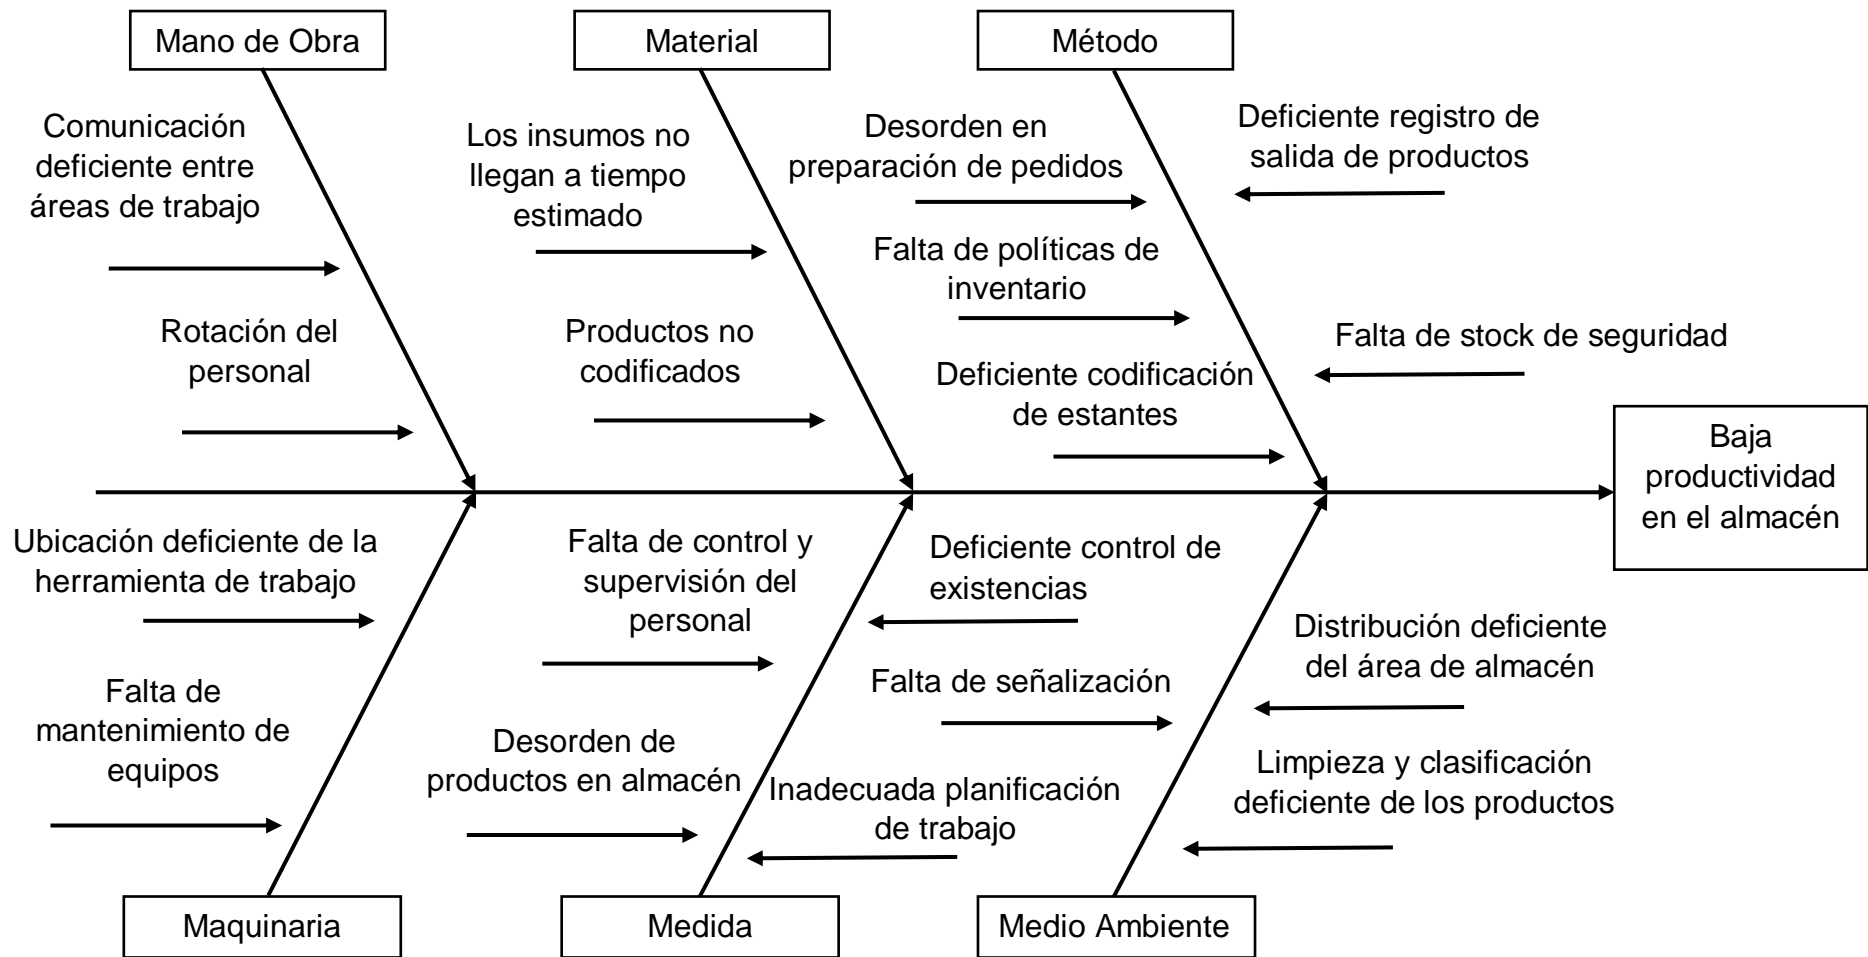 Mano de Obra
Material
Método
Comunicación
deficiente entre
áreas de trabajo
Los insumos no
llegan a tiempo
estimado
Desorden en
preparación de pedidos
Deficiente registro de
salida de productos
Falta de políticas de
inventario
Rotación del
personal
Productos no
codificados
Falta de stock de seguridad
Deficiente codificación
de estantes
Baja
productividad
en el almacén
Ubicación deficiente de la
herramienta de trabajo
Falta de control y
supervisión del
personal
Deficiente control de
existencias
Distribución deficiente
del área de almacén
Falta de señalización
Falta de
mantenimiento de
equipos
Desorden de
productos en almacén
Inadecuada planificación
de trabajo
Limpieza y clasificación
deficiente de los productos
Maquinaria
Medida
Medio Ambiente